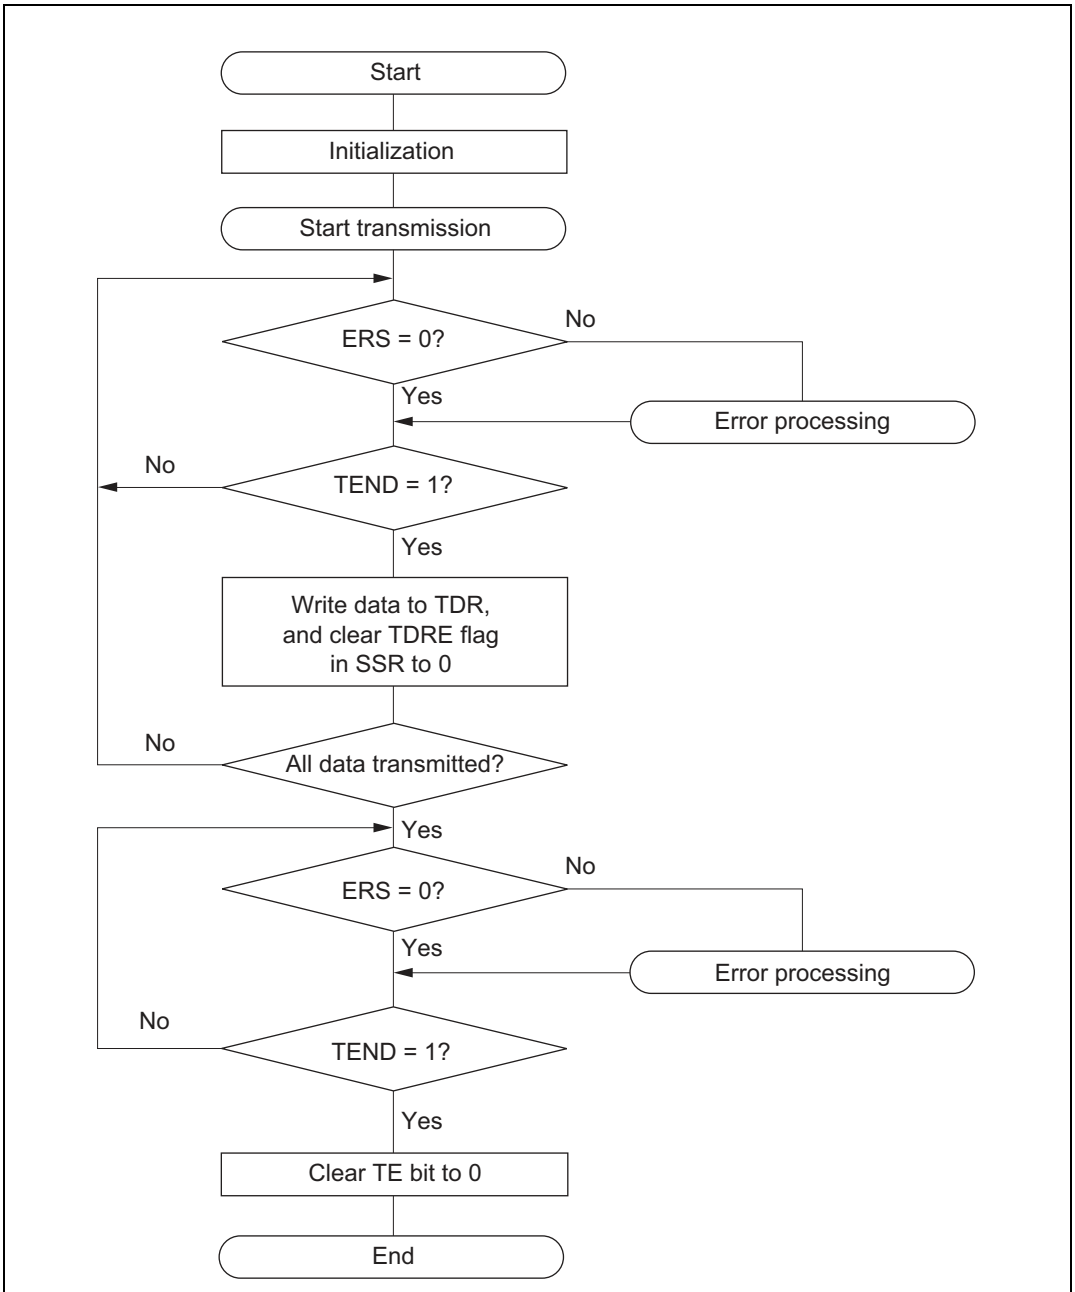 Start
Initialization
Start transmission
ERS = 0?
No
Yes
Error processing
No
TEND = 1?
Yes
Write data to TDR,
and clear TDRE flag
in SSR to 0
No
All data transmitted?
Yes
ERS = 0?
No
Yes
Error processing
No
TEND = 1?
Yes
Clear TE bit to 0
End